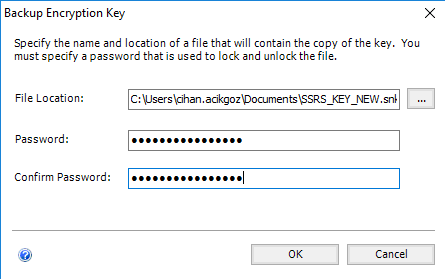 Backup Encryption Key
Specify the name and location of a file that will contain the copy of the key. You
must specify a password that is used to lock and unlock the file.
File Location:
C:\Users\cihan.acikgoz\Documents\SSRS_KEY_NEW.snk
...
Password:
●●●●●●●●●●●●●●●●
Confirm Password:
●●●●●●●●●●●●●●●●
?
OK
Cancel